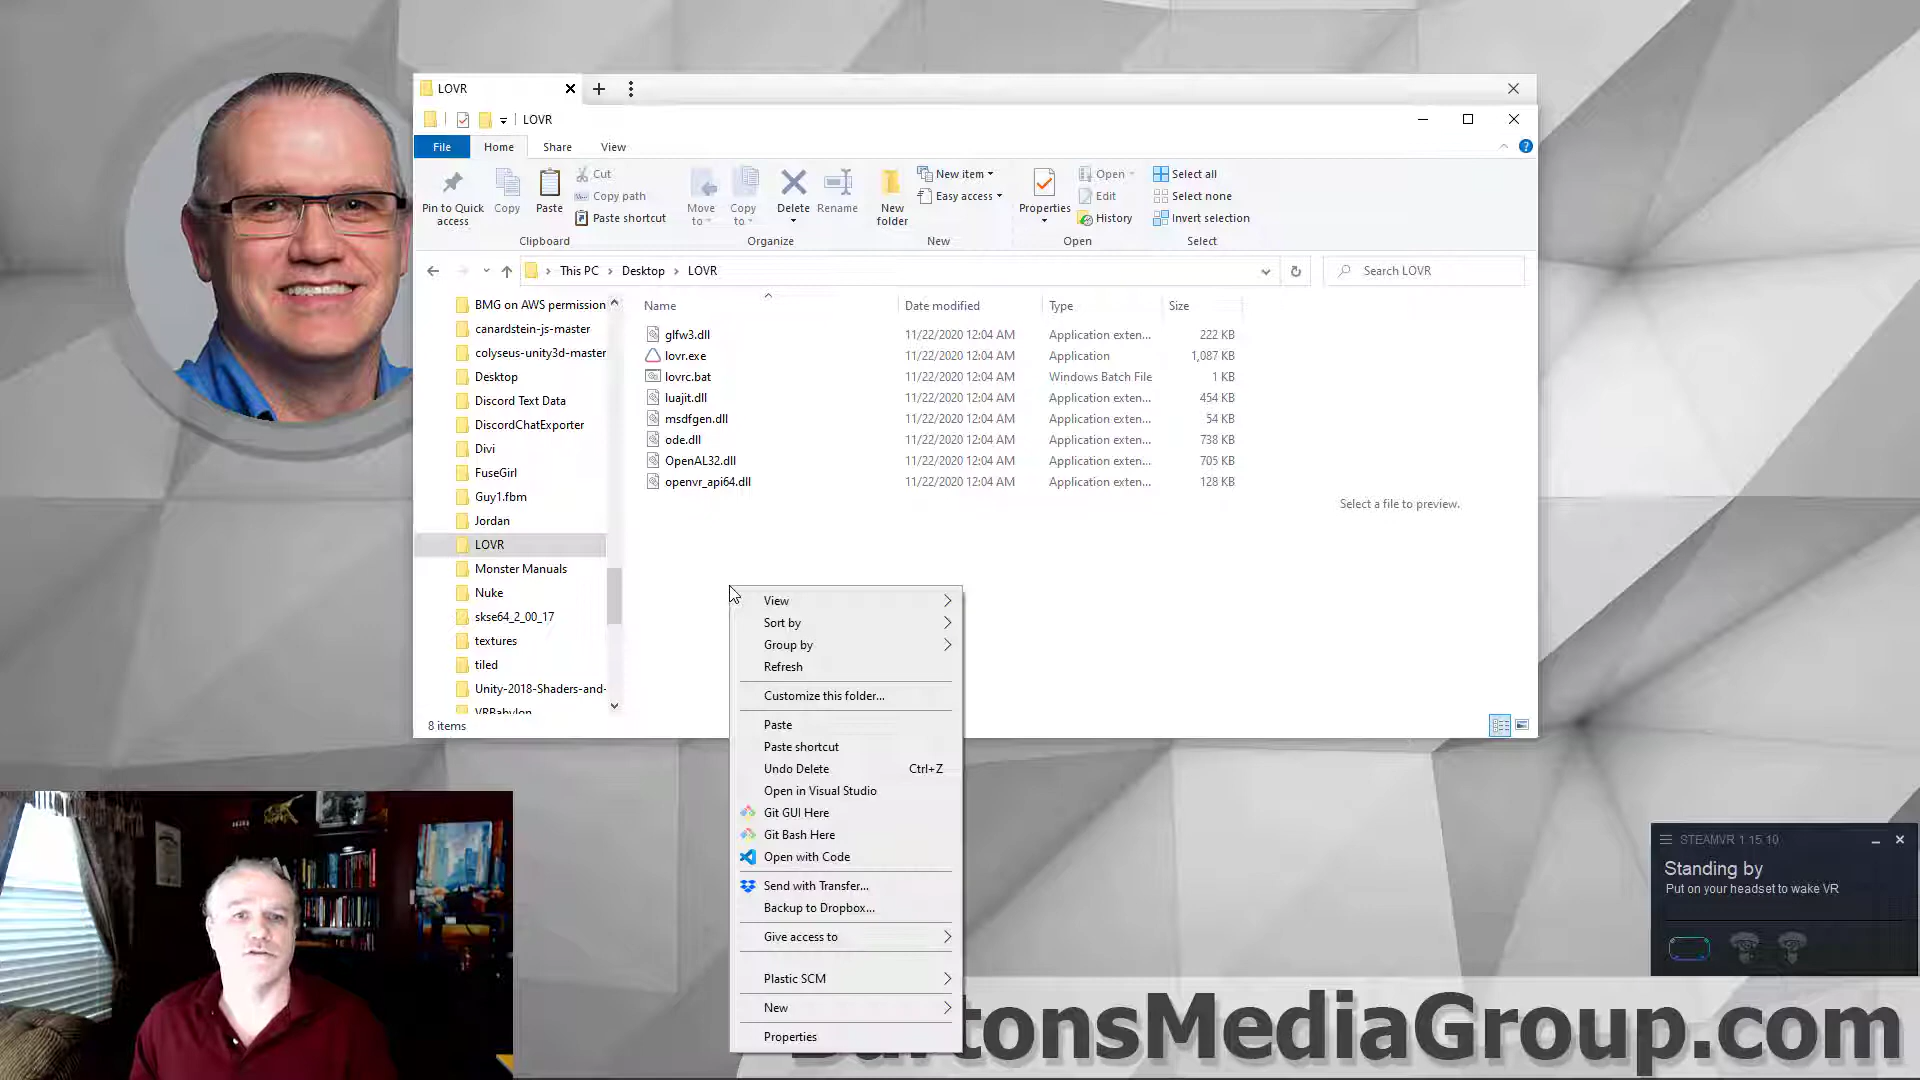 LOVR
LOVR
File Home Share View
Pin to Quick access
Copy
Paste
Cut
Copy path
Paste shortcut
Clipboard
Move to
Copy to
Delete
Rename
Organize
New folder
New item
Easy access
New
Properties
Open
Edit
History
Open
Select all
Select none
Invert selection
Select
This PC > Desktop > LOVR
Search LOVR
BMG on AWS permission
canardstein-js-master
colyseus-unity3d-master
Desktop
Discord Text Data
DiscordChatExporter
Divi
FuseGirl
Guy1.fbm
Jordan
LOVR
Monster Manuals
Nuke
skse64_2_00_17
textures
tiled
Unity-2018-Shaders-and-
VRBabylon
Name Date modified Type Size
glfw3.dll 11/22/2020 12:04 AM Application exten... 222 KB
lovr.exe 11/22/2020 12:04 AM Application 1,087 KB
lovrc.bat 11/22/2020 12:04 AM Windows Batch File 1 KB
luajit.dll 11/22/2020 12:04 AM Application exten... 454 KB
msdfgen.dll 11/22/2020 12:04 AM Application exten... 54 KB
ode.dll 11/22/2020 12:04 AM Application exten... 738 KB
OpenAL32.dll 11/22/2020 12:04 AM Application exten... 705 KB
openvr_api64.dll 11/22/2020 12:04 AM Application exten... 128 KB
Select a file to preview.
8 items
View
Sort by
Group by
Refresh
Customize this folder...
Paste
Paste shortcut
Undo Delete Ctrl+Z
Open in Visual Studio
Git GUI Here
Git Bash Here
Open with Code
Send with Transfer...
Backup to Dropbox...
Give access to
Plastic SCM
New
Properties
STEAMVR 1.15.10
Standing by
Put on your headset to wake VR
tonsMediaGroup.com